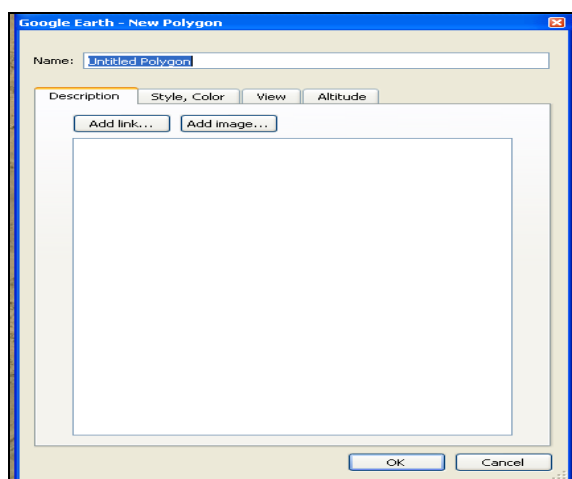 Google Earth - New Polygon
Name: Untitled Polygon
Description Style, Color View Altitude
Add link... Add image...
OK Cancel